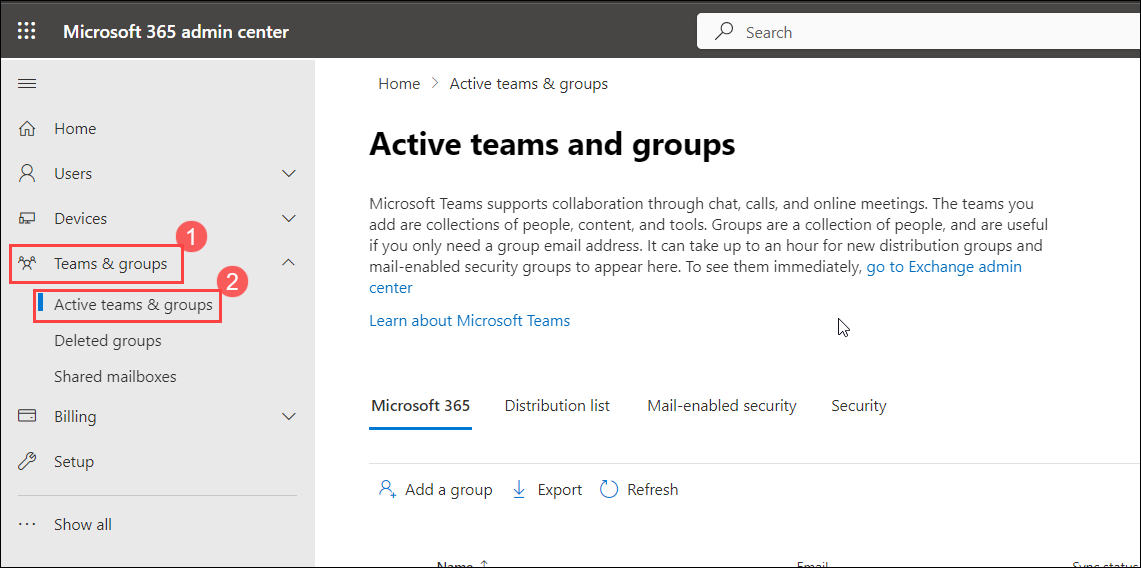 Microsoft 365 admin center
Search
Home
Users
Devices
1
Teams & groups
2
Active teams & groups
Deleted groups
Shared mailboxes
Billing
Setup
Show all
Home > Active teams & groups
Active teams and groups
Microsoft Teams supports collaboration through chat, calls, and online meetings. The teams you
add are collections of people, content, and tools. Groups are a collection of people, and are useful
if you only need a group email address. It can take up to an hour for new distribution groups and
mail-enabled security groups to appear here. To see them immediately, go to Exchange admin
center
Learn about Microsoft Teams
Microsoft 365 Distribution list Mail-enabled security Security
Add a group Export Refresh
Name ↑ Email Sync status